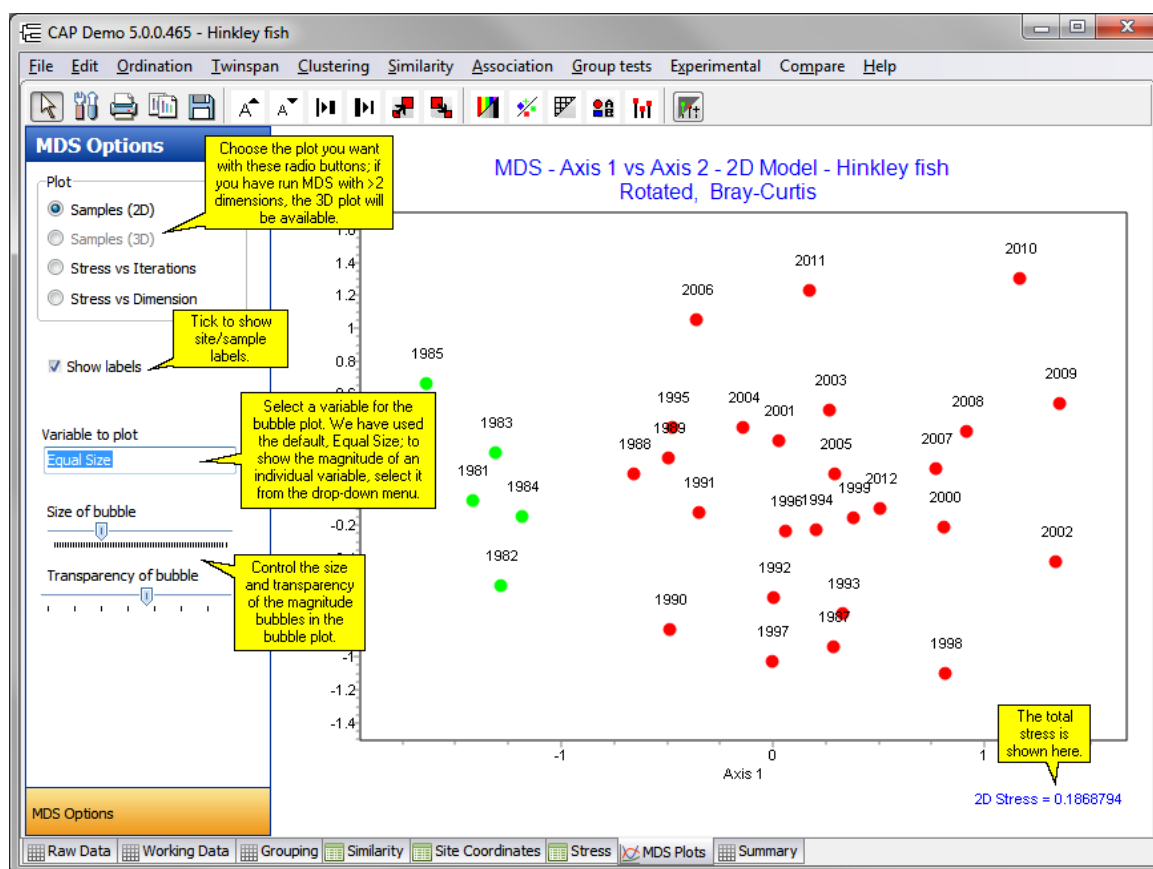 CAP Demo 5.0.0.465 - Hinkley fish
File Edit Ordination Twinspan Clustering Similarity Association Group tests Experimental Compare Help
MDS Options
Choose the plot you want
with these radio buttons; if
you have run MDS with >2
dimensions, the 3D plot will
be available.
Plot
Samples (2D)
Samples (3D)
Stress vs Iterations
Stress vs Dimension
Tick to show
site/sample
labels.
Show labels
Select a variable for the
bubble plot. We have used
the default, Equal Size; to
show the magnitude of an
individual variable, select it
from the drop-down menu.
Variable to plot
Equal Size
Size of bubble
Control the size
and transparency
of the magnitude
bubbles in the
bubble plot.
Transparency of bubble
MDS Options
MDS - Axis 1 vs Axis 2 - 2D Model - Hinkley fish
Rotated, Bray-Curtis
1.4
1.2
1
0.8
-0.2
-1
-1.2
-1.4
2010
2011
2006
1985
2009
2003
1995
2004
2008
2001
1983
1989
2007
1988
2005
1981
1991
1984
1999
2012
1996
1994
2000
2002
1982
1992
1993
1990
1987
1997
1998
-1
0
1
Axis 1
The total
stress is
shown here.
2D Stress = 0.1868794
Raw Data Working Data Grouping Similarity Site Coordinates Stress MDS Plots Summary